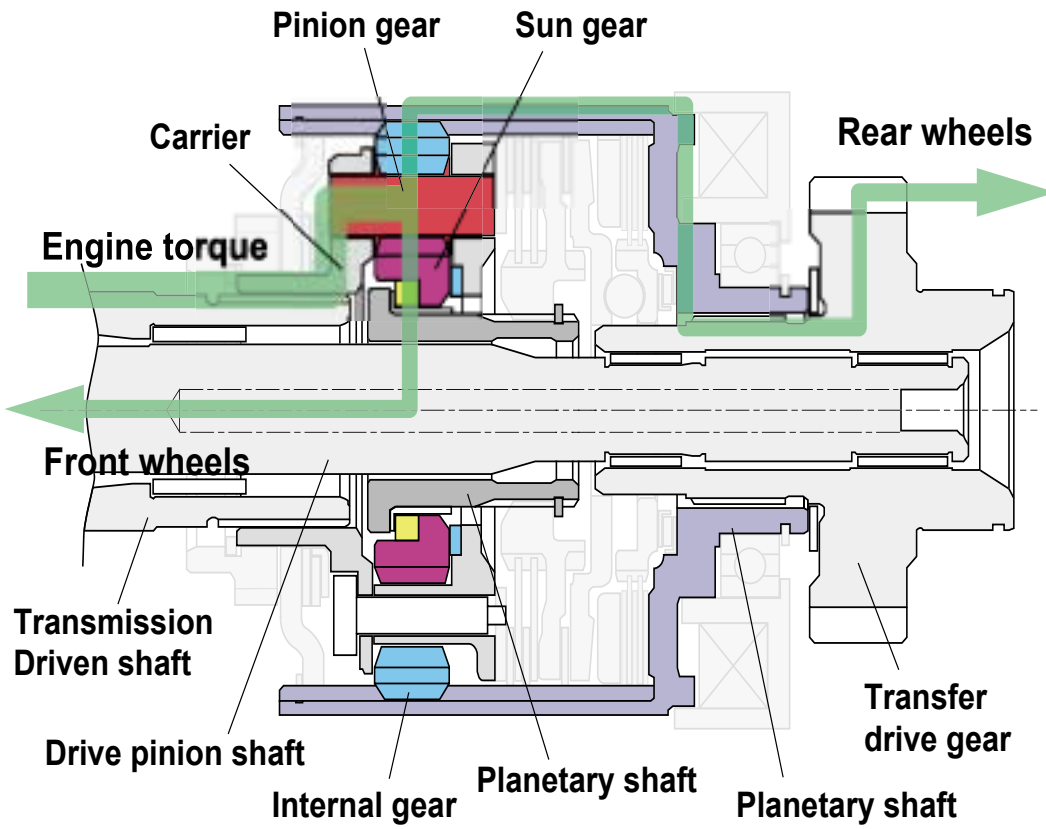 Pinion gear
Sun gear
Carrier
Rear wheels
Engine torque
Front wheels
Transmission
Driven shaft
Transfer
drive gear
Drive pinion shaft
Planetary shaft
Internal gear
Planetary shaft